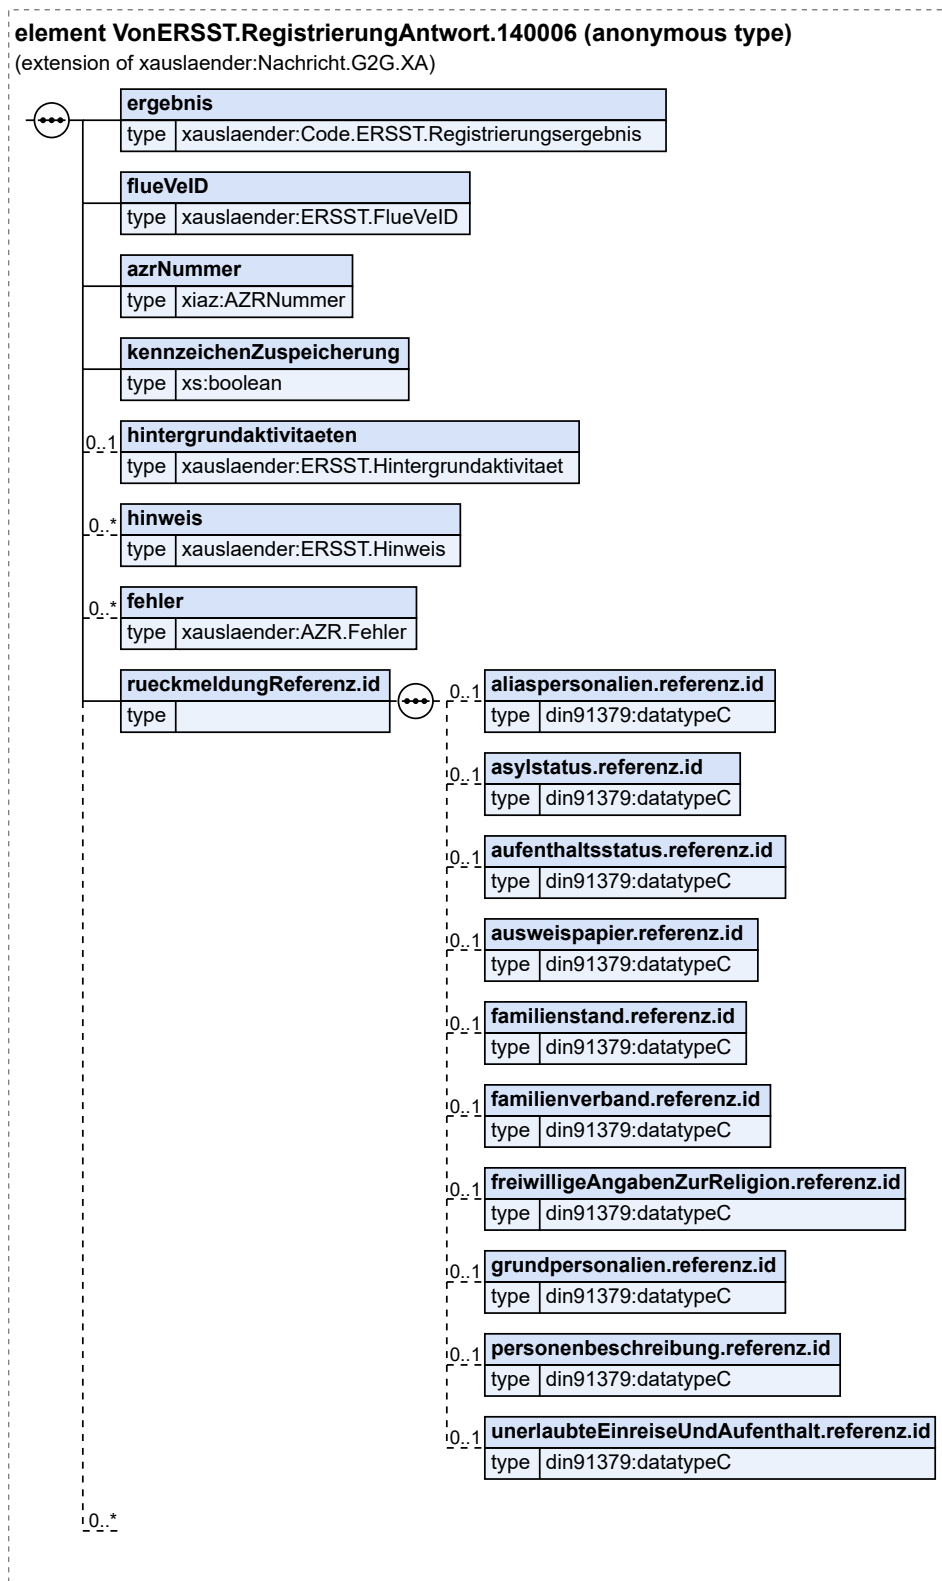 element VonERSST.RegistrierungAntwort.140006 (anonymous type)
(extension of xauslaender:Nachricht.G2G.XA)
ergebnis
type xauslaender:Code.ERSST.Registrierungsergebnis
flueVeID
type xauslaender:ERSST.FlueVeID
azrNummer
type xiaz:AZRNummer
kennzeichenZuspeicherung
type xs:boolean
0..1 hintergrundaktivitaeten
type xauslaender:ERSST.Hintergrundaktivitaet
0..* hinweis
type xauslaender:ERSST.Hinweis
0..* fehler
type xauslaender:AZR.Fehler
rueckmeldungReferenz.id
type
0..1 aliaspersonalien.referenz.id
type din91379:datatypeC
0..1 asylstatus.referenz.id
type din91379:datatypeC
0..1 aufenthaltsstatus.referenz.id
type din91379:datatypeC
0..1 ausweispapier.referenz.id
type din91379:datatypeC
0..1 familienstand.referenz.id
type din91379:datatypeC
0..1 familienverband.referenz.id
type din91379:datatypeC
0..1 freiwilligeAngabenZurReligion.referenz.id
type din91379:datatypeC
0..1 grundpersonalien.referenz.id
type din91379:datatypeC
0..1 personenbeschreibung.referenz.id
type din91379:datatypeC
0..1 unerlaubteEinreiseUndAufenthalt.referenz.id
type din91379:datatypeC
0..*